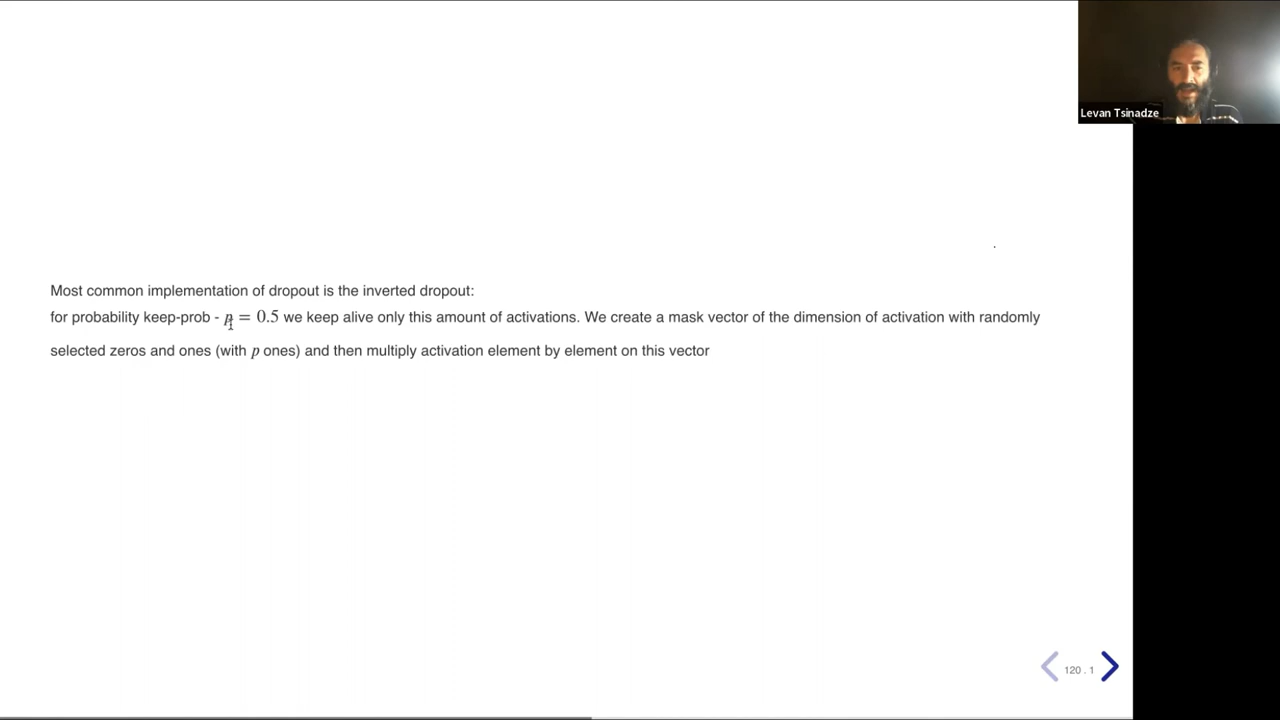 Levan Tsinadze
Most common implementation of dropout is the inverted dropout:
for probability keep-prob - p = 0.5 we keep alive only this amount of activations. We create a mask vector of the dimension of activation with randomly
selected zeros and ones (with p ones) and then multiply activation element by element on this vector
120 . 1